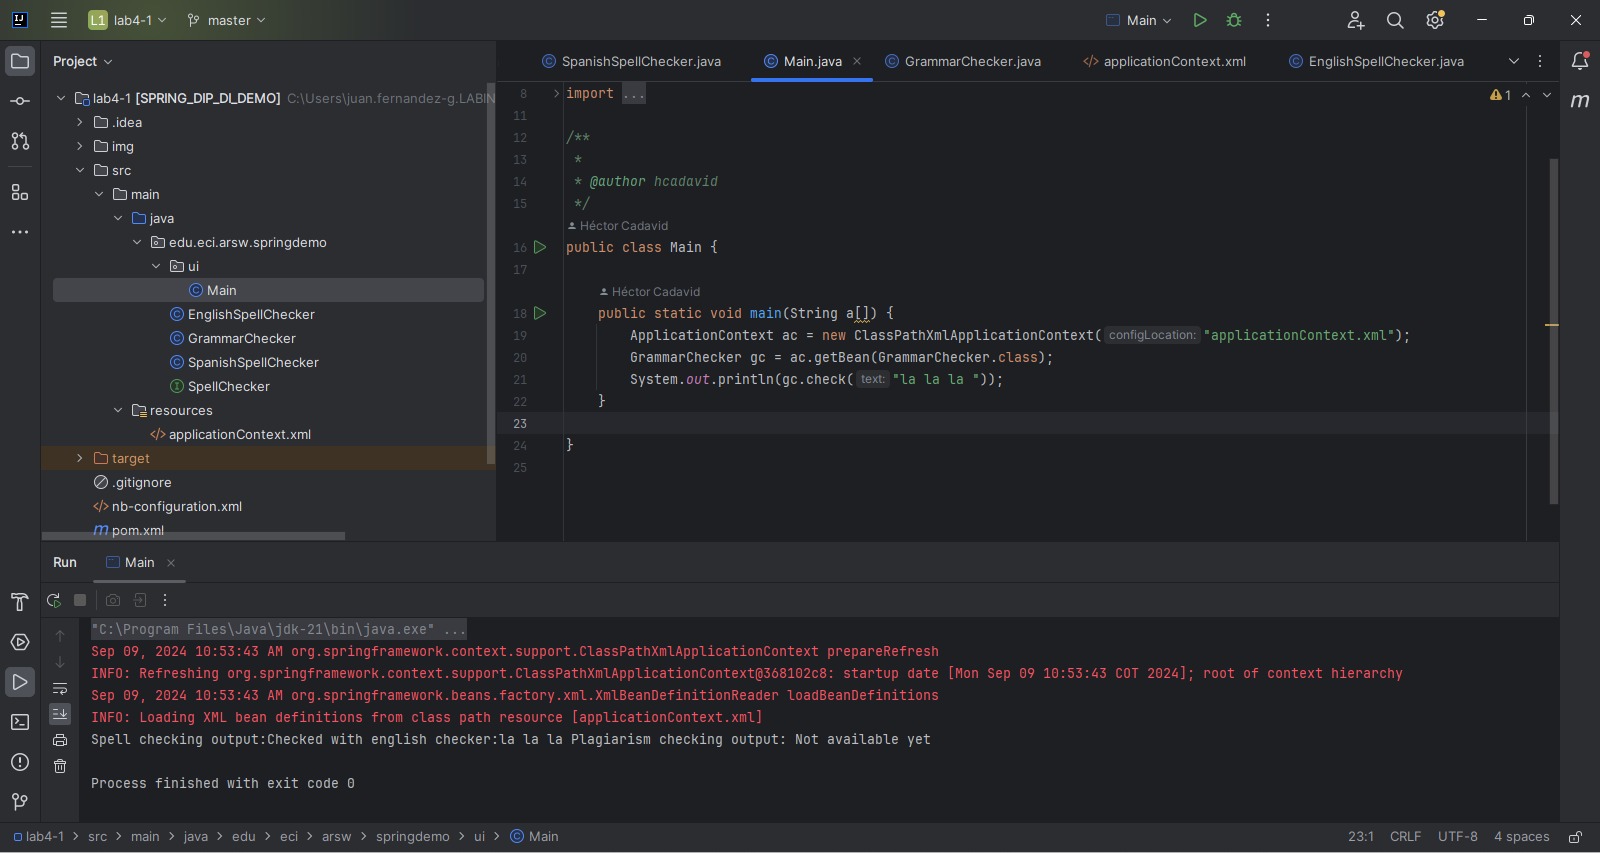 L1 lab4-1 master Main
Project
SpanishSpellChecker.java Main.java GrammarChecker.java applicationContext.xml EnglishSpellChecker.java
lab4-1 [SPRING_DIP_DI_DEMO] C:\Users\juan.fernandez-g.LABIN
.idea
img
src
main
java
edu.eci.arsw.springdemo
ui
Main
EnglishSpellChecker
GrammarChecker
SpanishSpellChecker
SpellChecker
resources
applicationContext.xml
target
.gitignore
nb-configuration.xml
pom.xml
1
8 import ...
11
12 /**
13 *
14 * @author hcadavid
15 */
Héctor Cadavid
16 public class Main {
17
Héctor Cadavid
18 public static void main(String a[]) {
19 ApplicationContext ac = new ClassPathXmlApplicationContext( configLocation: "applicationContext.xml");
20 GrammarChecker gc = ac.getBean(GrammarChecker.class);
21 System.out.println(gc.check( text: "la la la "));
22 }
23
24 }
25
Run Main
"C:\Program Files\Java\jdk-21\bin\java.exe" ...
Sep 09, 2024 10:53:43 AM org.springframework.context.support.ClassPathXmlApplicationContext prepareRefresh
INFO: Refreshing org.springframework.context.support.ClassPathXmlApplicationContext@368102c8: startup date [Mon Sep 09 10:53:43 COT 2024]; root of context hierarchy
Sep 09, 2024 10:53:43 AM org.springframework.beans.factory.xml.XmlBeanDefinitionReader loadBeanDefinitions
INFO: Loading XML bean definitions from class path resource [applicationContext.xml]
Spell checking output:Checked with english checker:la la la Plagiarism checking output: Not available yet
Process finished with exit code 0
lab4-1 > src > main > java > edu > eci > arsw > springdemo > ui > Main 23:1 CRLF UTF-8 4 spaces